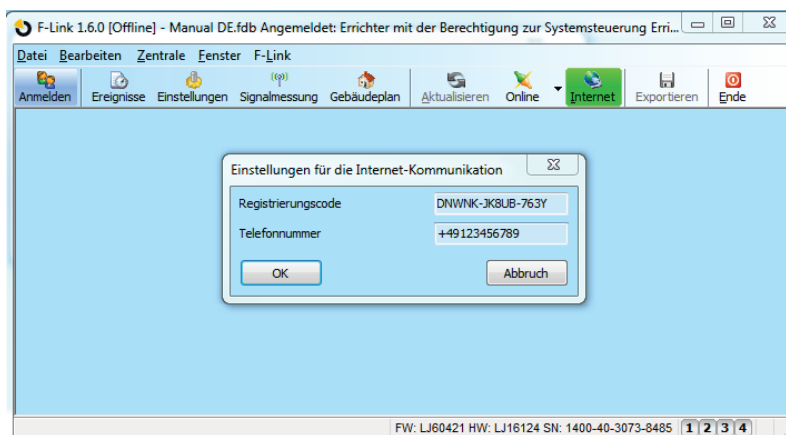 F-Link 1.6.0 [Offline] - Manual DE.fdb Angemeldet: Errichter mit der Berechtigung zur Systemsteuerung Erri...
Datei Bearbeiten Zentrale Fenster F-Link
Anmelden Ereignisse Einstellungen Signalmessung Gebäudeplan Aktualisieren Online Internet Exportieren Ende
Einstellungen für die Internet-Kommunikation
Registrierungscode DNWNK-JK8UB-763Y
Telefonnummer +49123456789
OK Abbruch
FW: LJ60421 HW: LJ16124 SN: 1400-40-3073-8485 1 2 3 4